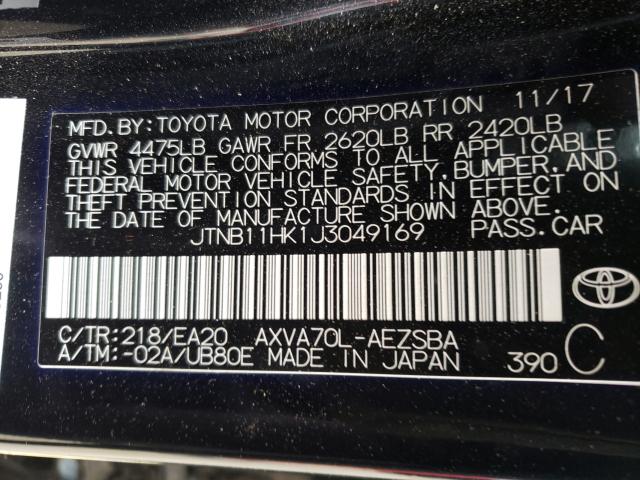 MFD.BY:TOYOTA MOTOR CORPORATION 11/17
GVWR 4475LB GAWR FR 2620LB RR 2420LB
THIS VEHICLE CONFORMS TO ALL APPLICABLE
FEDERAL MOTOR VEHICLE SAFETY,BUMPER,AND
THEFT PREVENTION STANDARDS IN EFFECT ON
THE DATE OF MANUFACTURE SHOWN ABOVE.
JTNB11HK1J3049169 PASS.CAR
C/TR:218/EA20 AXVA70L-AEZSBA
A/TM:-02A/UB80E MADE IN JAPAN 390 C